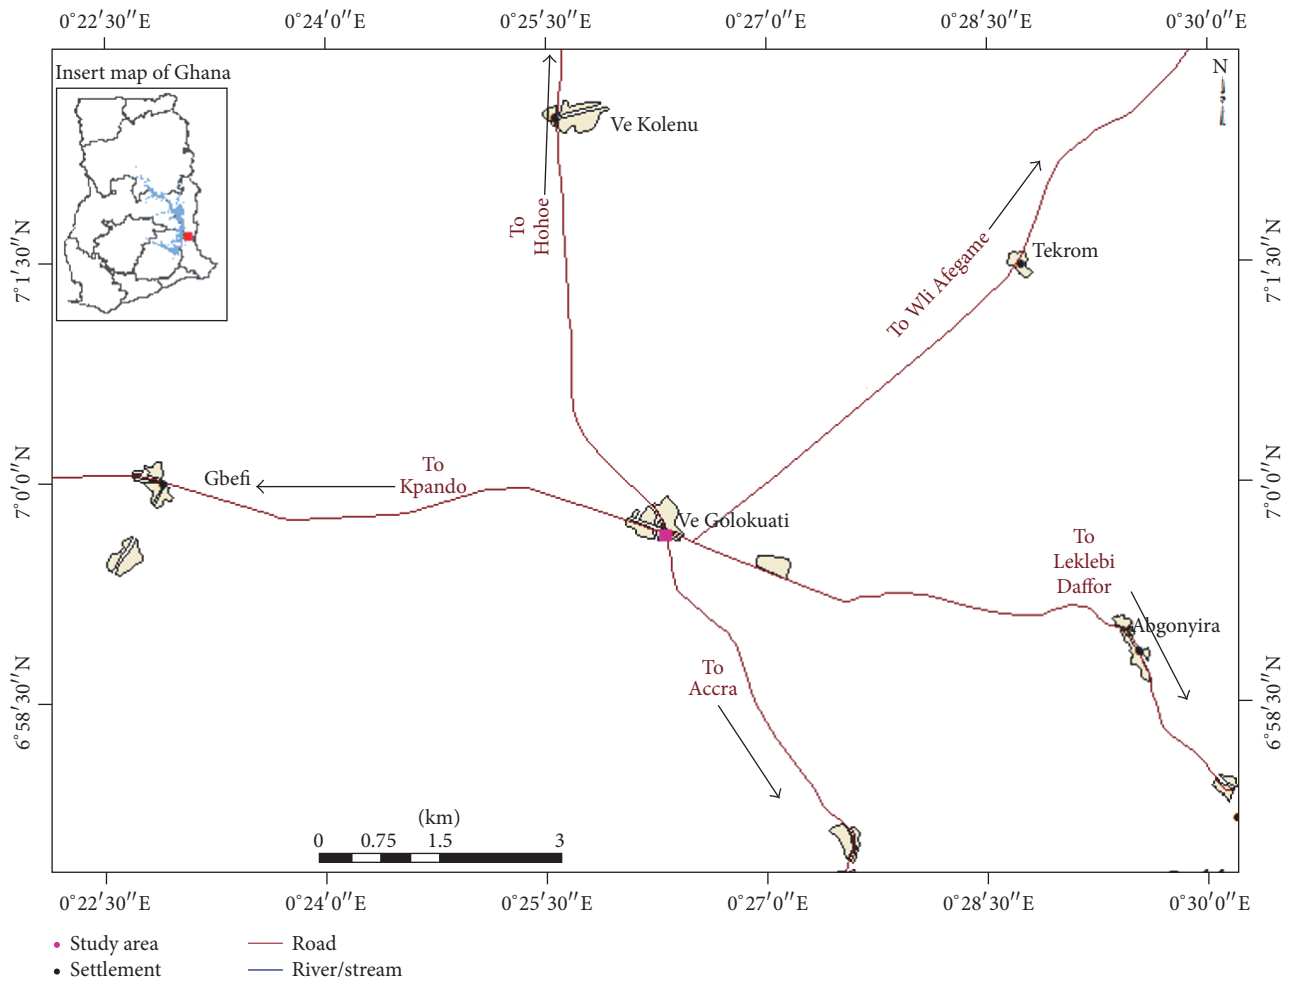 0°22′30″E 0°24′0″E 0°25′30″E 0°27′0″E 0°28′30″E 0°30′0″E
Insert map of Ghana
N
Ve Kolenu
To
Hohoe
To Wli Afegame
Tekrom
7°1′30″N
7°1′30″N
Gbefi
To
Kpando
Ve Golokuati
7°0′0″N
7°0′0″N
To
Leklebi
Daffor
Abgonyira
To
Accra
6°58′30″N
6°58′30″N
(km)
0 0.75 1.5 3
0°22′30″E 0°24′0″E 0°25′30″E 0°27′0″E 0°28′30″E 0°30′0″E
Study area
Settlement
Road
River/stream